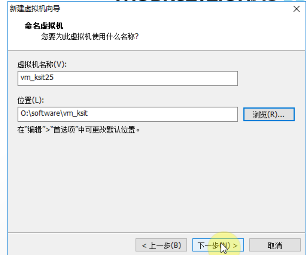 新建虚拟机向导
命名虚拟机
您要为此虚拟机使用什么名称?
虚拟机名称(V):
vm_ksit25
位置(L):
O:\software\vm_ksit
浏览(R)...
在"编辑">"首选项"中可更改默认位置。
< 上一步(B)
下一步(N) >
取消